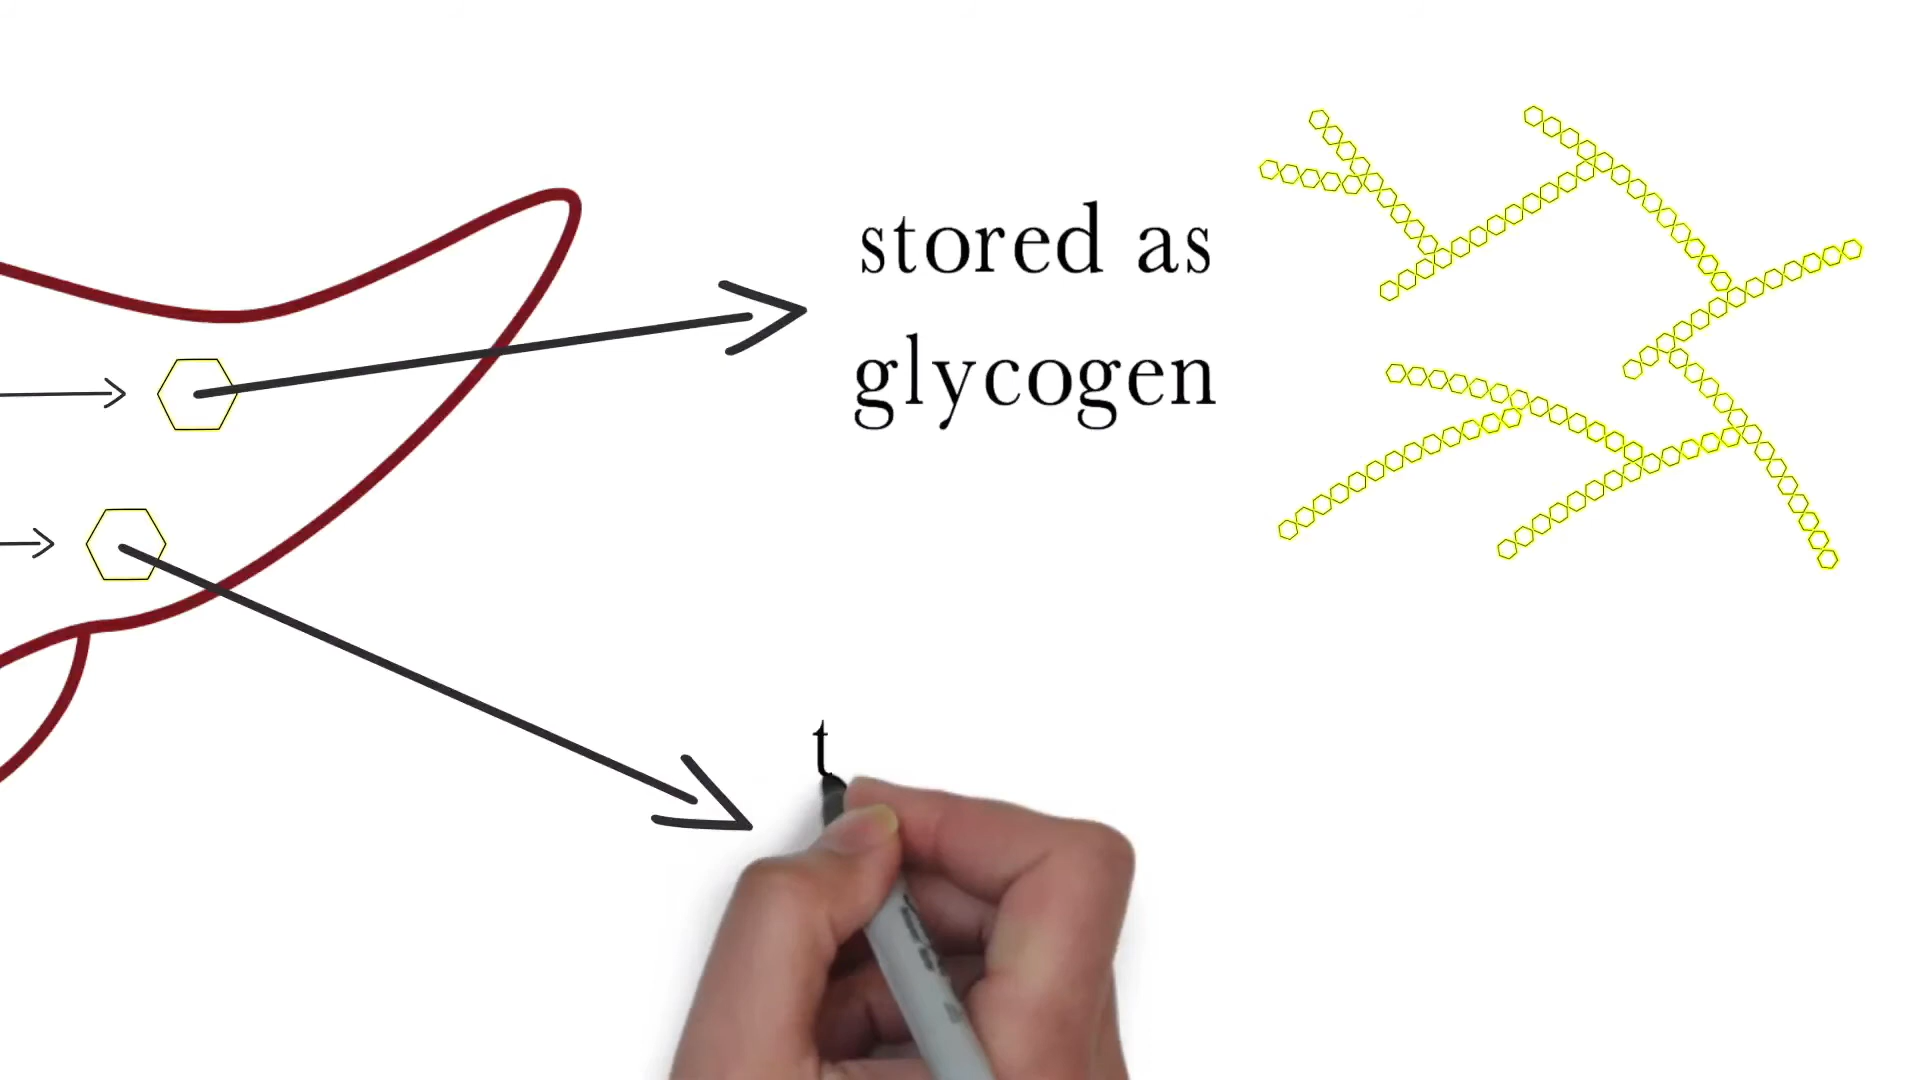 stored as
glycogen
t